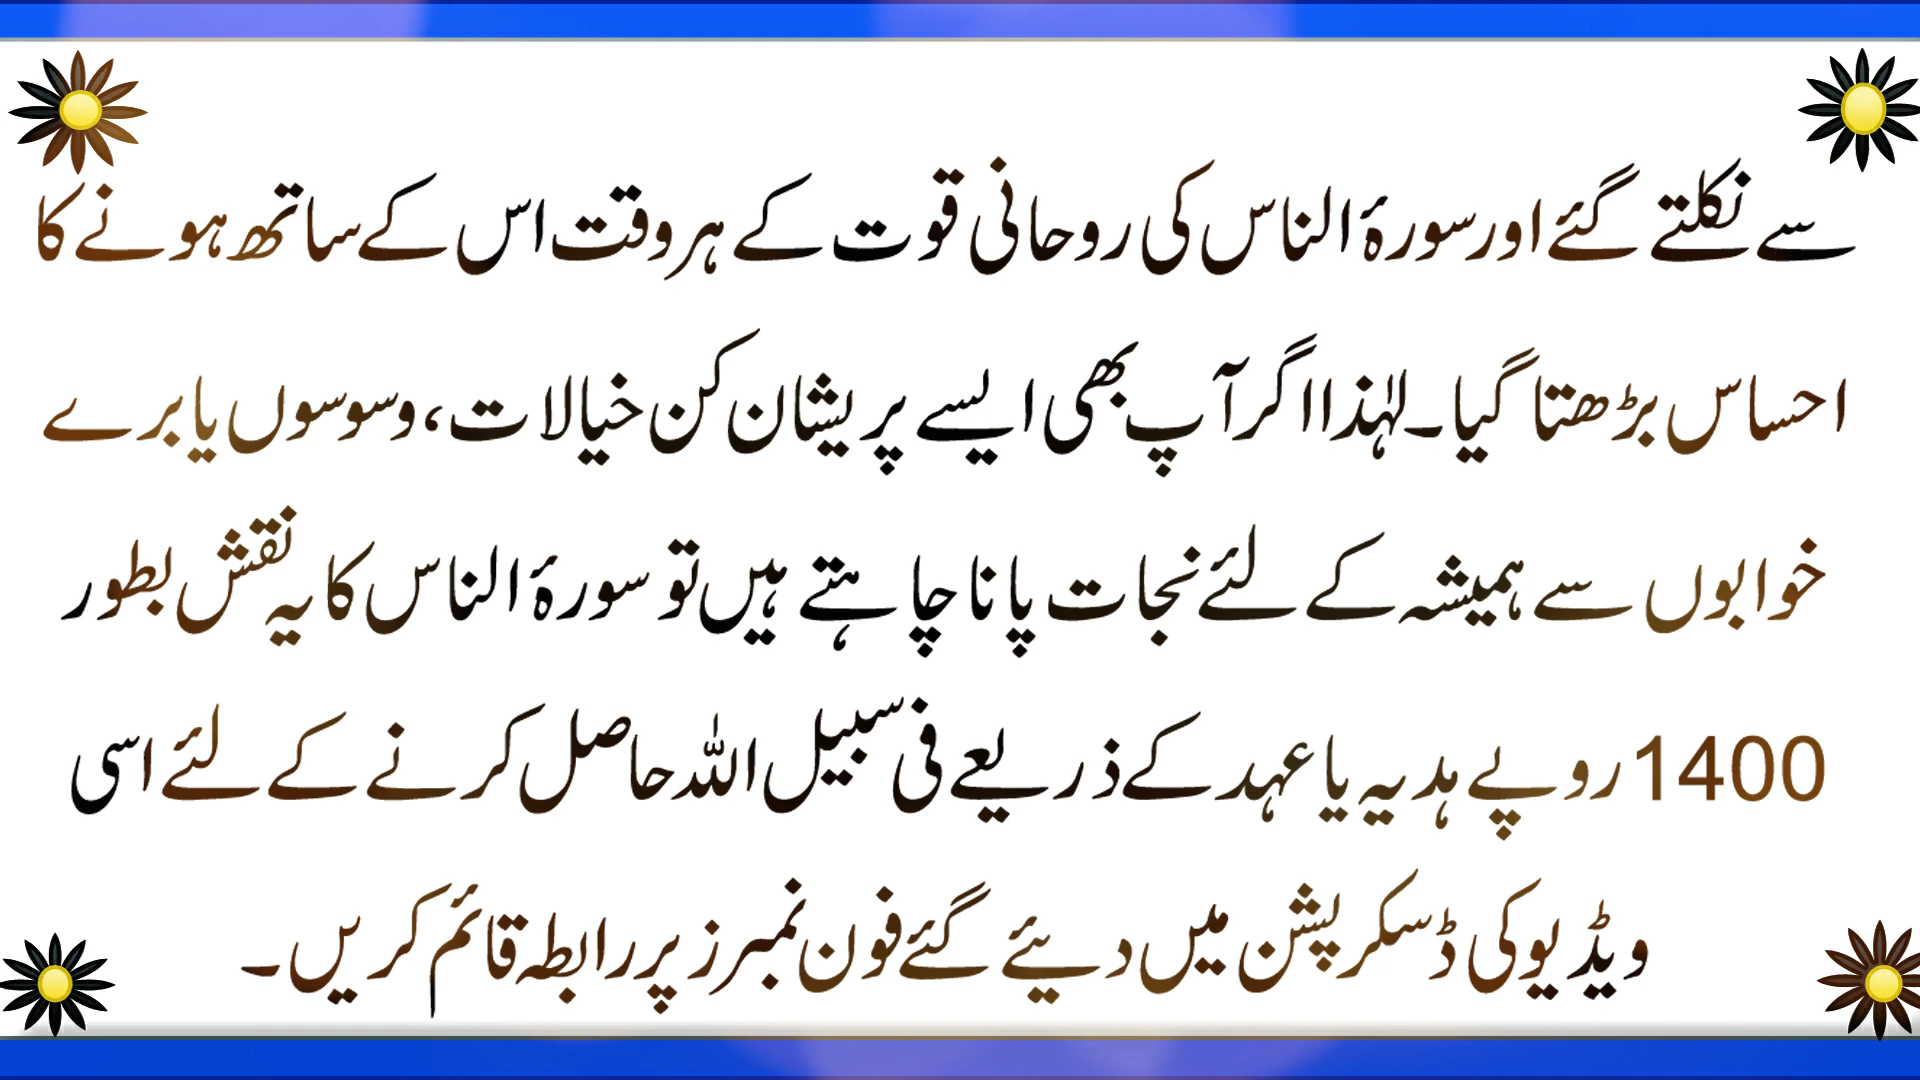 سے نکلتے گئے اور سورۂ الناس کی روحانی قوت کے ہر وقت اس کے ساتھ ہونے کا
احساس بڑھتا گیا۔ لہٰذا اگر آپ بھی ایسے پریشان کن خیالات، وسوسوں یا برے
خوابوں سے ہمیشہ کے لئے نجات پانا چاہتے ہیں تو سورۂ الناس کا یہ نقش بطور
1400 روپے ہدیہ یا عہد کے ذریعے فی سبیل اللہ حاصل کرنے کے لئے اسی
ویڈیو کی ڈسکرپشن میں دیئے گئے فون نمبرز پر رابطہ قائم کریں۔